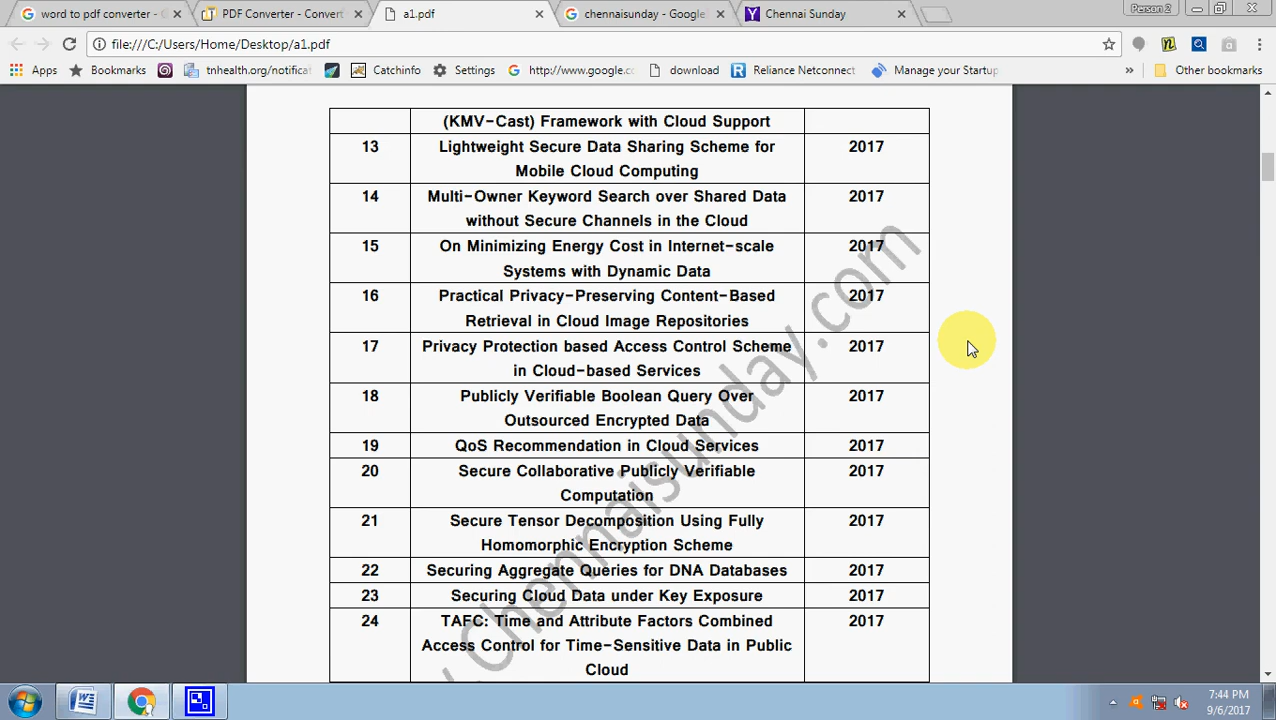 word to pdf converter -
PDF Converter - Convert
a1.pdf
chennaisunday - Google
Chennai Sunday
Person 2
file:///C:/Users/Home/Desktop/a1.pdf
Apps
Bookmarks
tnhealth.org/notificat
Catchinfo
Settings
http://www.google.co
download
Reliance Netconnect
Manage your Startup
»
Other bookmarks
(KMV-Cast) Framework with Cloud Support
13 Lightweight Secure Data Sharing Scheme for 2017
Mobile Cloud Computing
14 Multi-Owner Keyword Search over Shared Data 2017
without Secure Channels in the Cloud
15 On Minimizing Energy Cost in Internet-scale 2017
Systems with Dynamic Data
16 Practical Privacy-Preserving Content-Based 2017
Retrieval in Cloud Image Repositories
17 Privacy Protection based Access Control Scheme 2017
in Cloud-based Services
18 Publicly Verifiable Boolean Query Over 2017
Outsourced Encrypted Data
19 QoS Recommendation in Cloud Services 2017
20 Secure Collaborative Publicly Verifiable 2017
Computation
21 Secure Tensor Decomposition Using Fully 2017
Homomorphic Encryption Scheme
22 Securing Aggregate Queries for DNA Databases 2017
23 Securing Cloud Data under Key Exposure 2017
24 TAFC: Time and Attribute Factors Combined 2017
Access Control for Time-Sensitive Data in Public
Cloud
.Chennaisunday.com
7:44 PM
9/6/2017